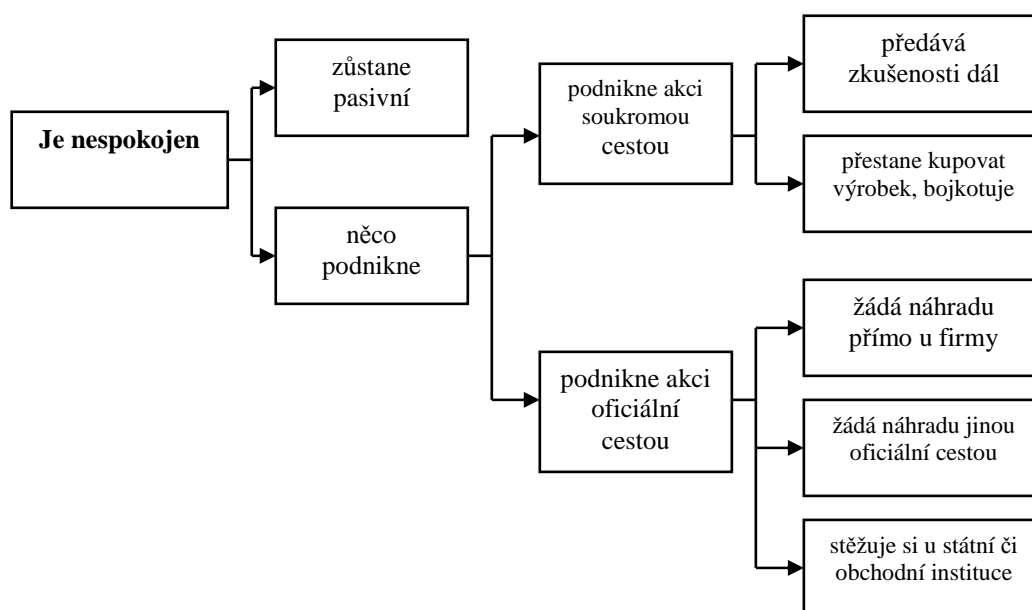 Je nespokojen
zůstane
pasivní
něco
podnikne
podnikne akci
soukromou
cestou
podnikne akci
oficiální
cestou
předává
zkušenosti dál
přestane kupovat
výrobek, bojkotuje
žádá náhradu
přímo u firmy
žádá náhradu jinou
oficiální cestou
stěžuje si u státní či
obchodní instituce